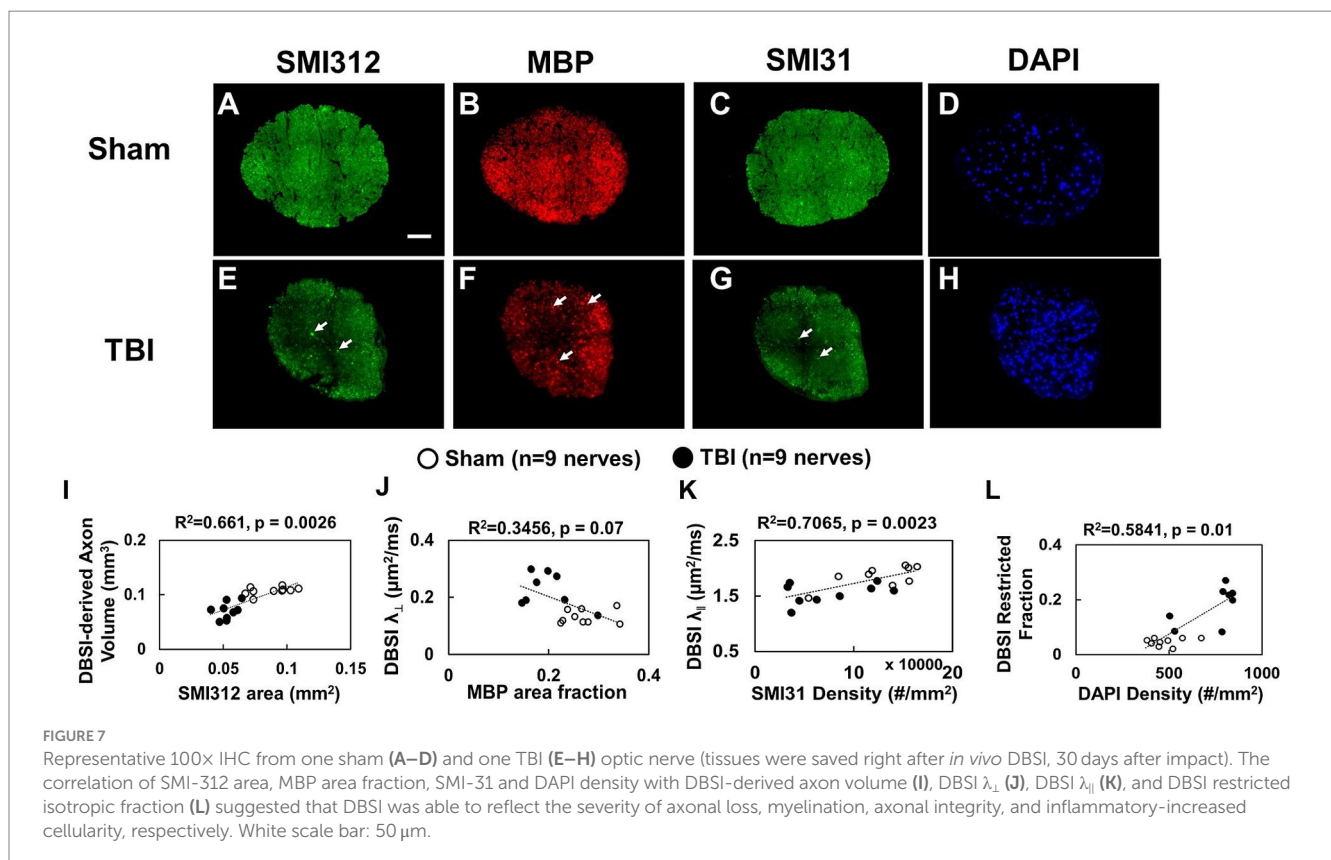 SMI312 MBP SMI31 DAPI
A B C D
Sham
E F G H
TBI
Sham (n=9 nerves) TBI (n=9 nerves)
I
R²=0.661, p = 0.0026
DBSI-derived Axon
Volume (mm³)
0.2
0.1
0
0 0.05 0.1 0.15
SMI312 area (mm²)
J
R²=0.3456, p = 0.07
DBSI λ⊥ (µm²/ms)
0.4
0.2
0
0 0.2 0.4
MBP area fraction
K
R²=0.7065, p = 0.0023
DBSI λ∥ (µm²/ms)
2.5
1.5
0.5
x 10000
0 10 20
SMI31 Density (#/mm²)
L
R²=0.5841, p = 0.01
DBSI Restricted
Fraction
0.4
0.2
0
0 500 1000
DAPI Density (#/mm²)
FIGURE 7
Representative 100× IHC from one sham (A–D) and one TBI (E–H) optic nerve (tissues were saved right after in vivo DBSI, 30 days after impact). The
correlation of SMI-312 area, MBP area fraction, SMI-31 and DAPI density with DBSI-derived axon volume (I), DBSI λ⊥ (J), DBSI λ∥ (K), and DBSI restricted
isotropic fraction (L) suggested that DBSI was able to reflect the severity of axonal loss, myelination, axonal integrity, and inflammatory-increased
cellularity, respectively. White scale bar: 50 μm.